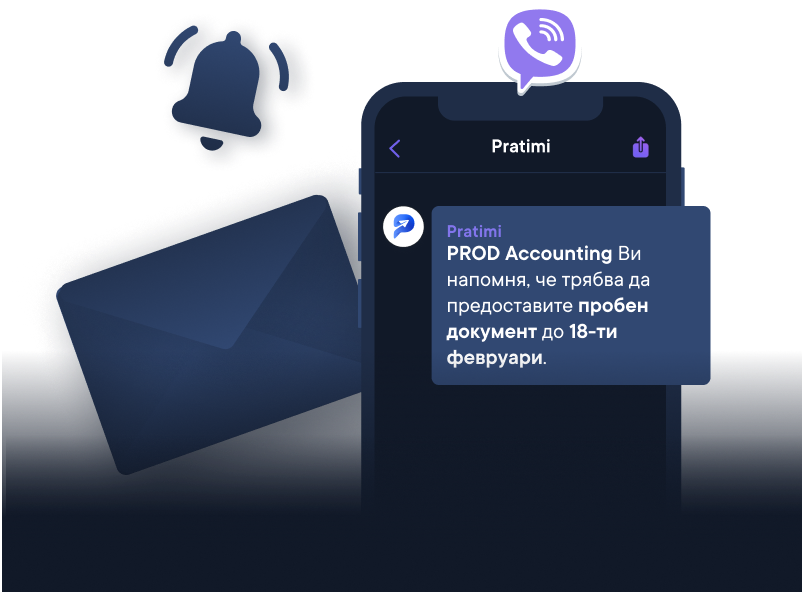 Pratimi
Pratimi
PROD Accounting Ви
напомня, че трябва да
предоставите пробен
документ до 18-ти
февруари.